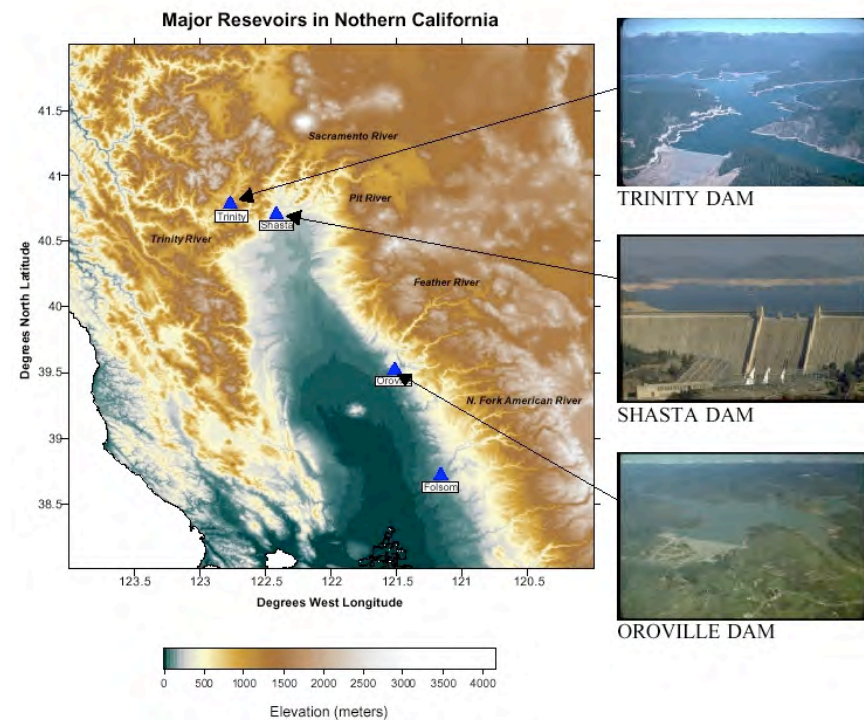 Major Resevoirs in Nothern California
41.5
41
40.5
40
39.5
39
38.5
Degrees North Latitude
Sacramento River
Pit River
Trinity
Shasta
Trinity River
Feather River
N. Fork American River
Folsom
123.5
123
122.5
122
121.5
121
120.5
Degrees West Longitude
0
500
1000
1500
2000
2500
3000
3500
4000
Elevation (meters)
TRINITY DAM
SHASTA DAM
OROVILLE DAM